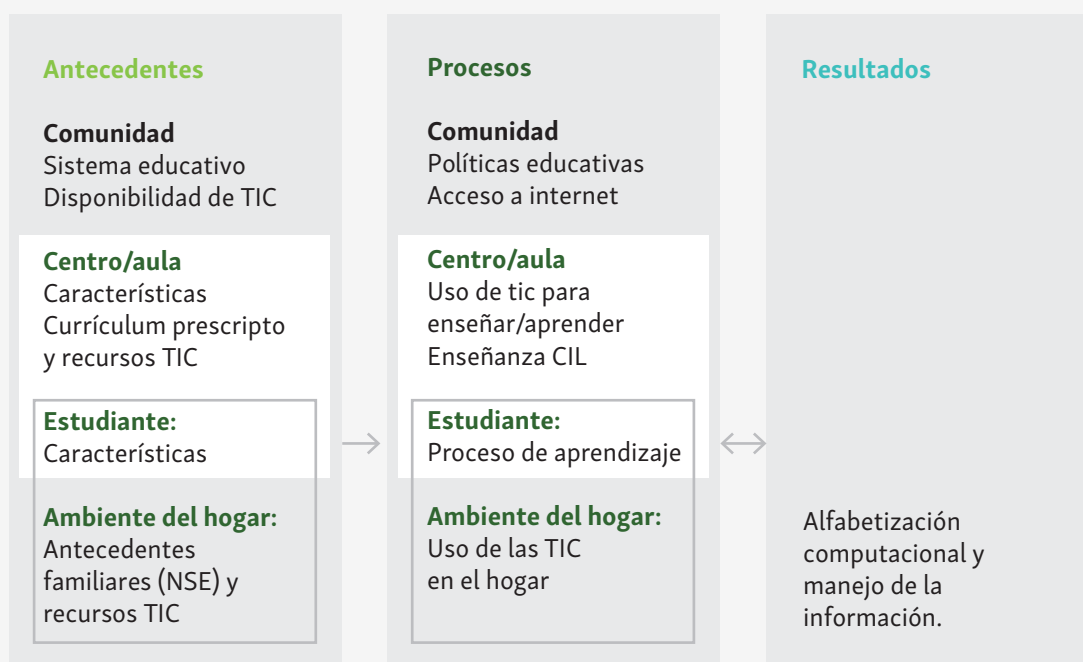 Antecedentes
Comunidad
Sistema educativo
Disponibilidad de TIC
Centro/aula
Características
Currículum prescripto
y recursos TIC
Estudiante:
Características
Ambiente del hogar:
Antecedentes
familiares (NSE) y
recursos TIC
Procesos
Comunidad
Políticas educativas
Acceso a internet
Centro/aula
Uso de tic para
enseñar/aprender
Enseñanza CIL
Estudiante:
Proceso de aprendizaje
Ambiente del hogar:
Uso de las TIC
en el hogar
Resultados
Alfabetización
computacional y
manejo de la
información.